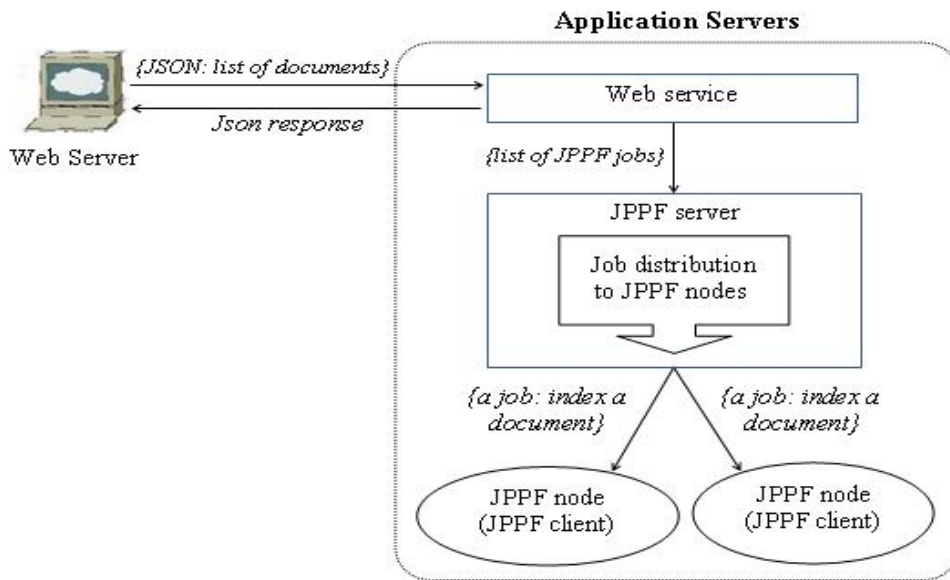 Application Servers
{JSON: list of documents}
Json response
Web Server
Web service
{list of JPPF jobs}
JPPF server
Job distribution
to JPPF nodes
{a job: index a
document}
{a job: index a
document}
JPPF node
(JPPF client)
JPPF node
(JPPF client)